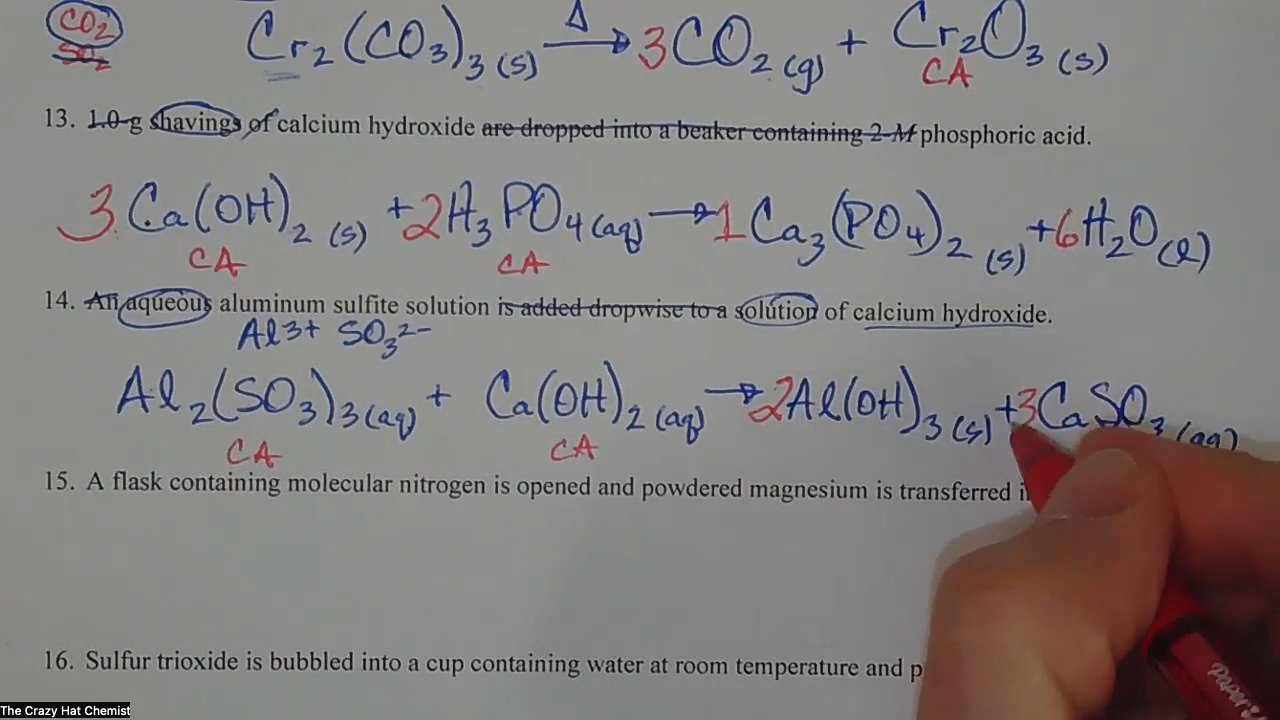 CO₂ Cr₂(CO₃)₃ (s) Δ→ 3CO₂ (g) + Cr₂O₃ (s)
SO₂ CA
13. 1.0 g shavings of calcium hydroxide are dropped into a beaker containing 2 M phosphoric acid.
3Ca(OH)₂ (s) + 2H₃PO₄ (aq) → 1Ca₃(PO₄)₂ (s) + 6H₂O (l)
CA CA
14. An aqueous aluminum sulfite solution is added dropwise to a solution of calcium hydroxide.
Al3+ SO₃2−
Al₂(SO₃)₃ (aq) + Ca(OH)₂ (aq) → 2Al(OH)₃ (s) + 3CaSO₃ (aq)
CA CA
15. A flask containing molecular nitrogen is opened and powdered magnesium is transferred
16. Sulfur trioxide is bubbled into a cup containing water at room temperature and
The Crazy Hat Chemist